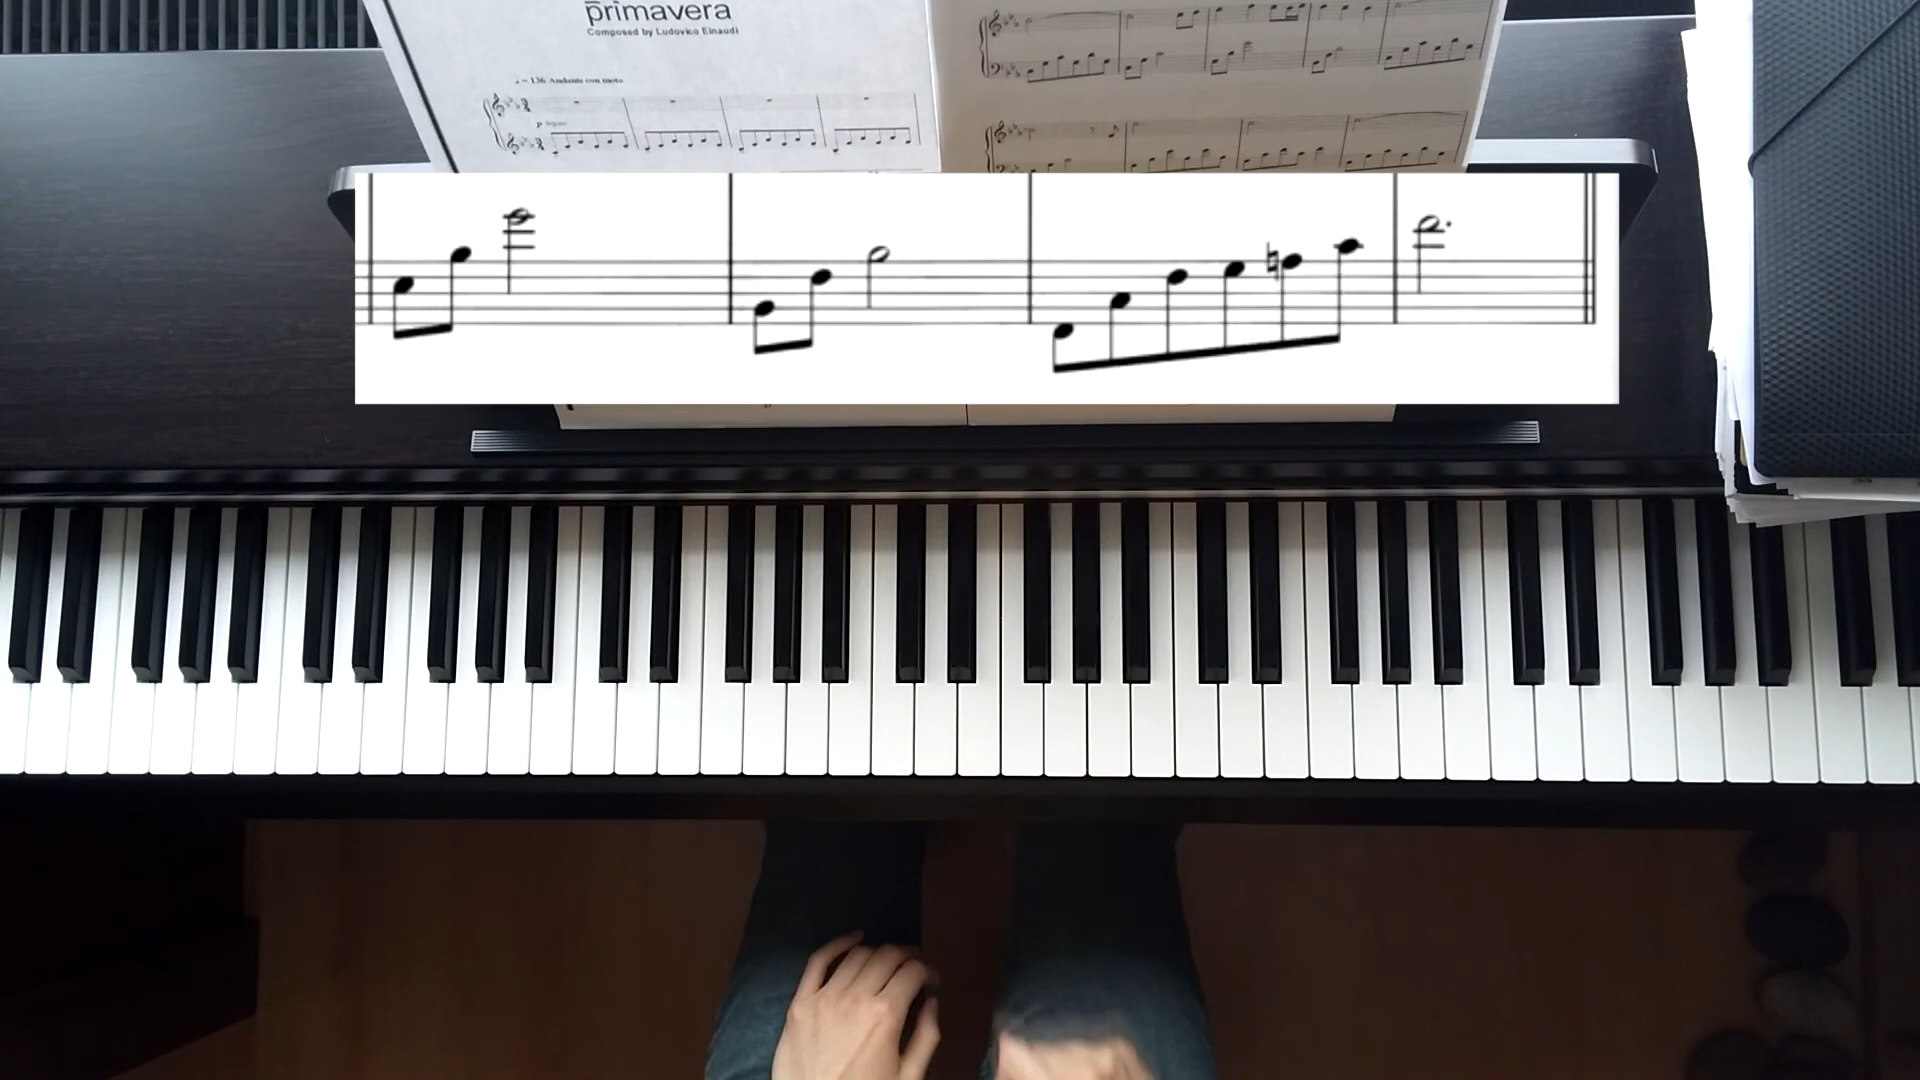 primavera
Composed by Ludovico Einaudi
♩ = 136 Andante con moto
p legato